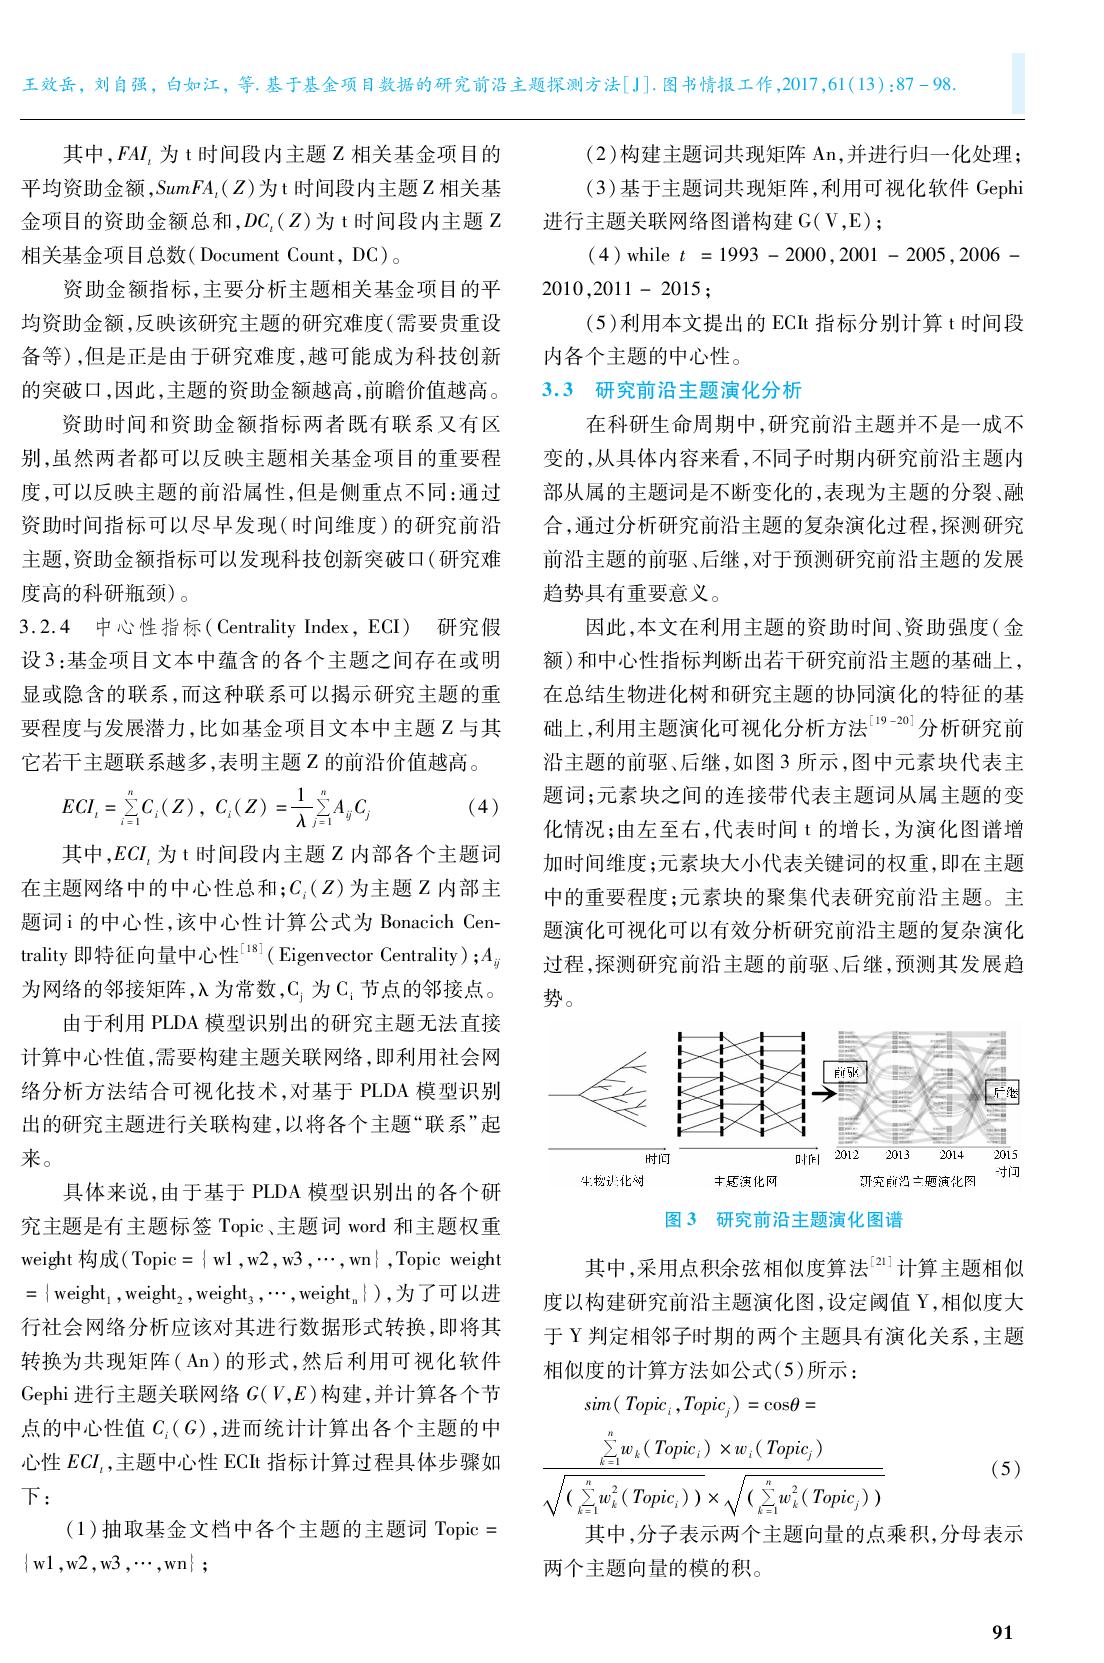 王效岳, 刘自强, 白如江, 等. 基于基金项目数据的研究前沿主题探测方法[J]. 图书情报工作,2017,61(13):87-98.
其中,FAIt 为 t 时间段内主题 Z 相关基金项目的
平均资助金额,SumFAt(Z)为 t 时间段内主题 Z 相关基
金项目的资助金额总和,DCt(Z)为 t 时间段内主题 Z
相关基金项目总数(Document Count, DC)。
资助金额指标,主要分析主题相关基金项目的平
均资助金额,反映该研究主题的研究难度(需要贵重设
备等),但是正是由于研究难度,越可能成为科技创新
的突破口,因此,主题的资助金额越高,前瞻价值越高。
资助时间和资助金额指标两者既有联系又有区
别,虽然两者都可以反映主题相关基金项目的重要程
度,可以反映主题的前沿属性,但是侧重点不同:通过
资助时间指标可以尽早发现(时间维度)的研究前沿
主题,资助金额指标可以发现科技创新突破口(研究难
度高的科研瓶颈)。
3.2.4 中心性指标(Centrality Index, ECI) 研究假
设 3:基金项目文本中蕴含的各个主题之间存在或明
显或隐含的联系,而这种联系可以揭示研究主题的重
要程度与发展潜力,比如基金项目文本中主题 Z 与其
它若干主题联系越多,表明主题 Z 的前沿价值越高。
ECIt = ∑(i=1,n) Ci(Z), Ci(Z) = 1/λ ∑(j=1,n) AijCj (4)
其中,ECIt 为 t 时间段内主题 Z 内部各个主题词
在主题网络中的中心性总和;Ci(Z)为主题 Z 内部主
题词 i 的中心性,该中心性计算公式为 Bonacich Cen-
trality 即特征向量中心性[18](Eigenvector Centrality);Aij
为网络的邻接矩阵,λ 为常数,Cj 为 Ci 节点的邻接点。
由于利用 PLDA 模型识别出的研究主题无法直接
计算中心性值,需要构建主题关联网络,即利用社会网
络分析方法结合可视化技术,对基于 PLDA 模型识别
出的研究主题进行关联构建,以将各个主题“联系”起
来。
具体来说,由于基于 PLDA 模型识别出的各个研
究主题是有主题标签 Topic、主题词 word 和主题权重
weight 构成(Topic = {w1,w2,w3,…,wn},Topic weight
= {weight1,weight2,weight3,…,weightn}),为了可以进
行社会网络分析应该对其进行数据形式转换,即将其
转换为共现矩阵(An)的形式,然后利用可视化软件
Gephi 进行主题关联网络 G(V,E)构建,并计算各个节
点的中心性值 Ci(G),进而统计计算出各个主题的中
心性 ECIt,主题中心性 ECIt 指标计算过程具体步骤如
下:
(1)抽取基金文档中各个主题的主题词 Topic =
{w1,w2,w3,…,wn};
(2)构建主题词共现矩阵 An,并进行归一化处理;
(3)基于主题词共现矩阵,利用可视化软件 Gephi
进行主题关联网络图谱构建 G(V,E);
(4)while t = 1993 - 2000,2001 - 2005,2006 -
2010,2011 - 2015;
(5)利用本文提出的 ECIt 指标分别计算 t 时间段
内各个主题的中心性。
3.3 研究前沿主题演化分析
在科研生命周期中,研究前沿主题并不是一成不
变的,从具体内容来看,不同子时期内研究前沿主题内
部从属的主题词是不断变化的,表现为主题的分裂、融
合,通过分析研究前沿主题的复杂演化过程,探测研究
前沿主题的前驱、后继,对于预测研究前沿主题的发展
趋势具有重要意义。
因此,本文在利用主题的资助时间、资助强度(金
额)和中心性指标判断出若干研究前沿主题的基础上,
在总结生物进化树和研究主题的协同演化的特征的基
础上,利用主题演化可视化分析方法[19-20]分析研究前
沿主题的前驱、后继,如图 3 所示,图中元素块代表主
题词;元素块之间的连接带代表主题词从属主题的变
化情况;由左至右,代表时间 t 的增长,为演化图谱增
加时间维度;元素块大小代表关键词的权重,即在主题
中的重要程度;元素块的聚集代表研究前沿主题。主
题演化可视化可以有效分析研究前沿主题的复杂演化
过程,探测研究前沿主题的前驱、后继,预测其发展趋
势。
前驱
后继
2012 2013 2014 2015
时间 时间 时间
生物进化树 主题演化网 研究前沿主题演化图
图 3 研究前沿主题演化图谱
其中,采用点积余弦相似度算法[21]计算主题相似
度以构建研究前沿主题演化图,设定阈值 Y,相似度大
于 Y 判定相邻子时期的两个主题具有演化关系,主题
相似度的计算方法如公式(5)所示:
sim(Topici,Topicj) = cosθ =
∑(k=1,n) wk(Topici) × wi(Topicj)
√(∑(k=1,n) wk²(Topici)) × √(∑(k=1,n) wk²(Topicj)) (5)
其中,分子表示两个主题向量的点乘积,分母表示
两个主题向量的模的积。
91